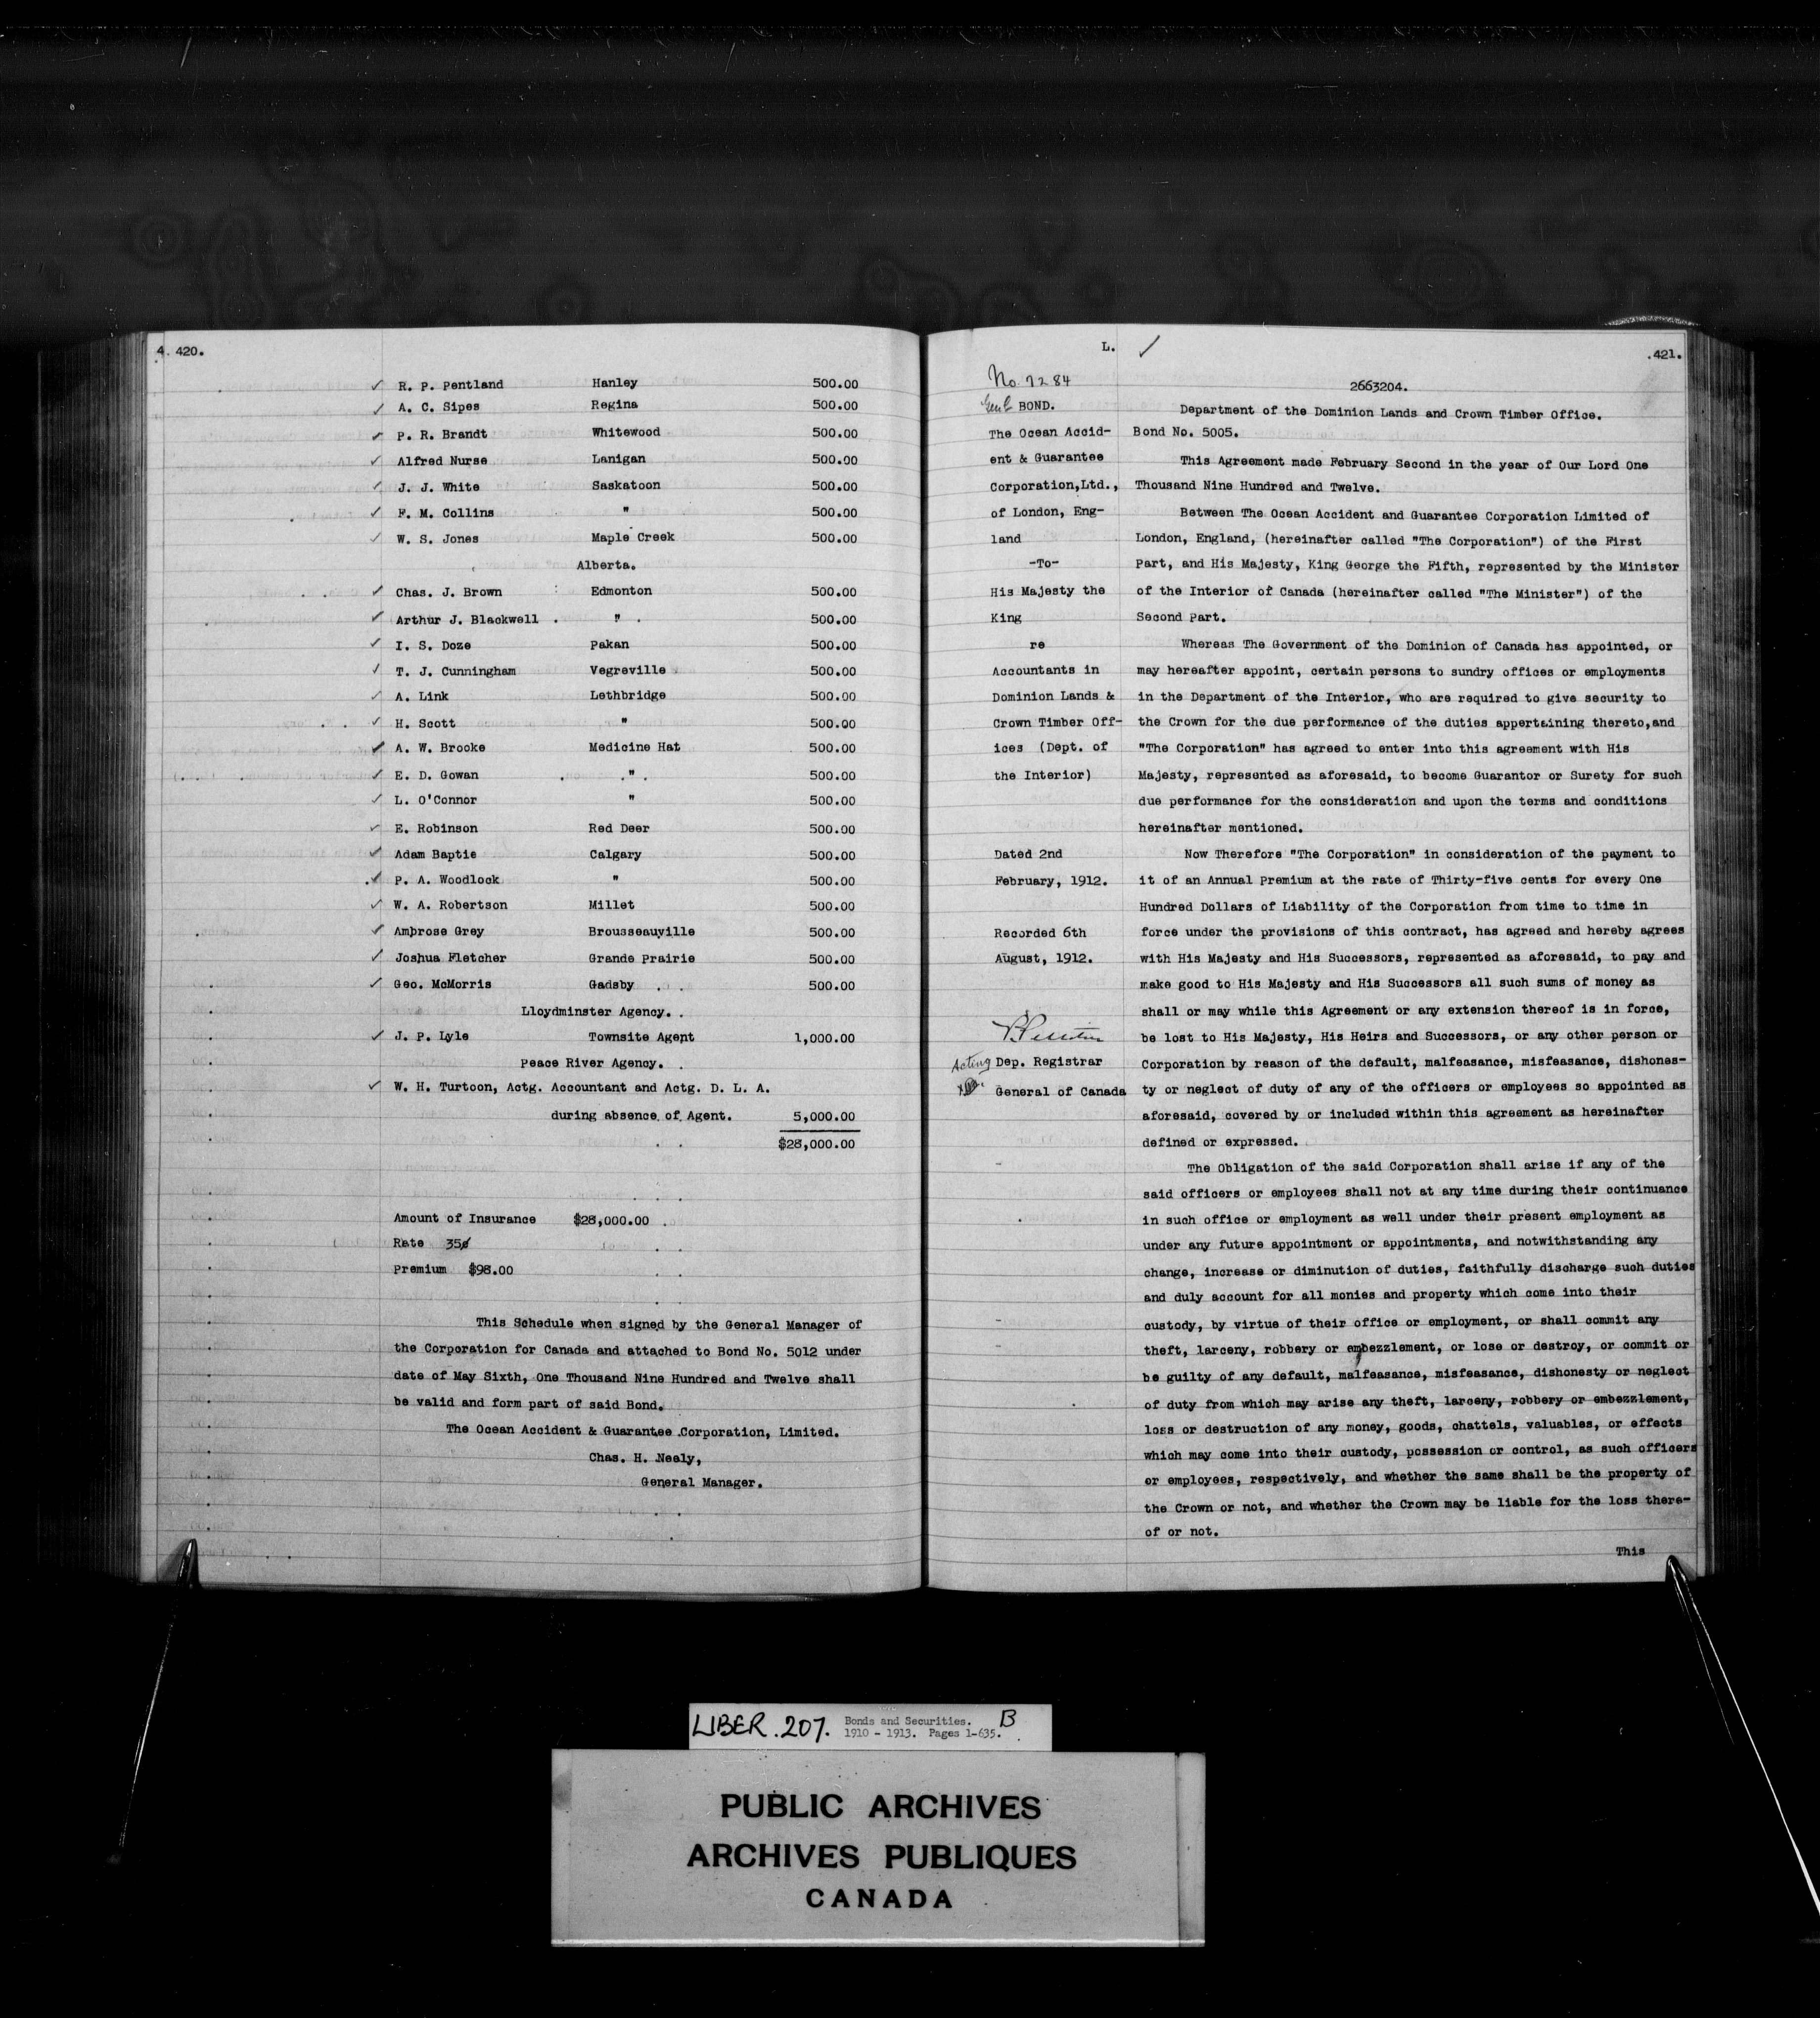 4. 420.
R. P. Pentland Hanley 500.00
A. C. Sipes Regina 500.00
P. R. Brandt Whitewood 500.00
Alfred Nurse Lanigan 500.00
J. J. White Saskatoon 500.00
F. M. Collins " 500.00
W. S. Jones Maple Creek 500.00
Alberta.
Chas. J. Brown Edmonton 500.00
Arthur J. Blackwell " 500.00
I. S. Doze Pakan 500.00
T. J. Cunningham Vegreville 500.00
A. Link Lethbridge 500.00
H. Scott " 500.00
A. W. Brooke Medicine Hat 500.00
E. D. Gowan " 500.00
L. O'Connor " 500.00
E. Robinson Red Deer 500.00
Adam Baptie Calgary 500.00
P. A. Woodlock " 500.00
W. A. Robertson Millet 500.00
Ambrose Grey Brousseauville 500.00
Joshua Fletcher Grande Prairie 500.00
Geo. McMorris Gadsby 500.00
Lloydminster Agency.
J. P. Lyle Townsite Agent 1,000.00
Peace River Agency.
W. H. Turtoon, Actg. Accountant and Actg. D. L. A.
during absence of Agent. 5,000.00
$28,000.00
Amount of Insurance $28,000.00
Rate 35¢
Premium $98.00
This Schedule when signed by the General Manager of
the Corporation for Canada and attached to Bond No. 5012 under
date of May Sixth, One Thousand Nine Hundred and Twelve shall
be valid and form part of said Bond.
The Ocean Accident & Guarantee Corporation, Limited.
Chas. H. Neely,
General Manager.
L.
.421.
No 7284
BOND.
The Ocean Accid-
ent & Guarantee
Corporation,Ltd.,
of London, Eng-
land
-To-
His Majesty the
King
re
Accountants in
Dominion Lands &
Crown Timber Off-
ices (Dept. of
the Interior)
Dated 2nd
February, 1912.
Recorded 6th
August, 1912.
Acting Dep. Registrar
General of Canada
2663204.
Department of the Dominion Lands and Crown Timber Office.
Bond No. 5005.
This Agreement made February Second in the year of Our Lord One
Thousand Nine Hundred and Twelve.
Between The Ocean Accident and Guarantee Corporation Limited of
London, England, (hereinafter called "The Corporation") of the First
Part, and His Majesty, King George the Fifth, represented by the Minister
of the Interior of Canada (hereinafter called "The Minister") of the
Second Part.
Whereas The Government of the Dominion of Canada has appointed, or
may hereafter appoint, certain persons to sundry offices or employments
in the Department of the Interior, who are required to give security to
the Crown for the due performance of the duties appertaining thereto,and
"The Corporation" has agreed to enter into this agreement with His
Majesty, represented as aforesaid, to become Guarantor or Surety for such
due performance for the consideration and upon the terms and conditions
hereinafter mentioned.
Now Therefore "The Corporation" in consideration of the payment to
it of an Annual Premium at the rate of Thirty-five cents for every One
Hundred Dollars of Liability of the Corporation from time to time in
force under the provisions of this contract, has agreed and hereby agrees
with His Majesty and His Successors, represented as aforesaid, to pay and
make good to His Majesty and His Successors all such sums of money as
shall or may while this Agreement or any extension thereof is in force,
be lost to His Majesty, His Heirs and Successors, or any other person or
Corporation by reason of the default, malfeasance, misfeasance, dishones-
ty or neglect of duty of any of the officers or employees so appointed as
aforesaid, covered by or included within this agreement as hereinafter
defined or expressed.
The Obligation of the said Corporation shall arise if any of the
said officers or employees shall not at any time during their continuance
in such office or employment as well under their present employment as
under any future appointment or appointments, and notwithstanding any
change, increase or diminution of duties, faithfully discharge such duties
and duly account for all monies and property which come into their
custody, by virtue of their office or employment, or shall commit any
theft, larceny, robbery or embezzlement, or lose or destroy, or commit or
be guilty of any default, malfeasance, misfeasance, dishonesty or neglect
of duty from which may arise any theft, larceny, robbery or embezzlement,
loss or destruction of any money, goods, chattels, valuables, or effects
which may come into their custody, possession or control, as such officers
or employees, respectively, and whether the same shall be the property of
the Crown or not, and whether the Crown may be liable for the loss there-
of or not.
This
LIBER.207. Bonds and Securities. B
1910 - 1913. Pages 1-635.
PUBLIC ARCHIVES
ARCHIVES PUBLIQUES
CANADA